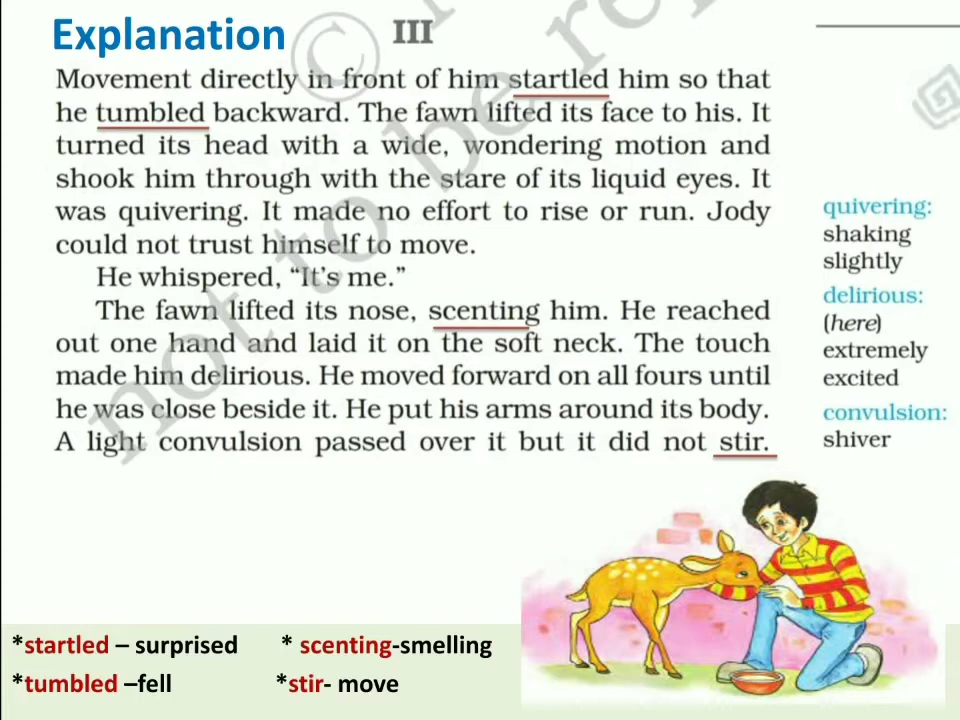 Explanation
III
Movement directly in front of him startled him so that
he tumbled backward. The fawn lifted its face to his. It
turned its head with a wide, wondering motion and
shook him through with the stare of its liquid eyes. It
was quivering. It made no effort to rise or run. Jody
could not trust himself to move.
He whispered, “It’s me.”
The fawn lifted its nose, scenting him. He reached
out one hand and laid it on the soft neck. The touch
made him delirious. He moved forward on all fours until
he was close beside it. He put his arms around its body.
A light convulsion passed over it but it did not stir.
quivering:
shaking
slightly
delirious:
(here)
extremely
excited
convulsion:
shiver
*startled – surprised * scenting-smelling
*tumbled –fell *stir- move
© 
not to be re